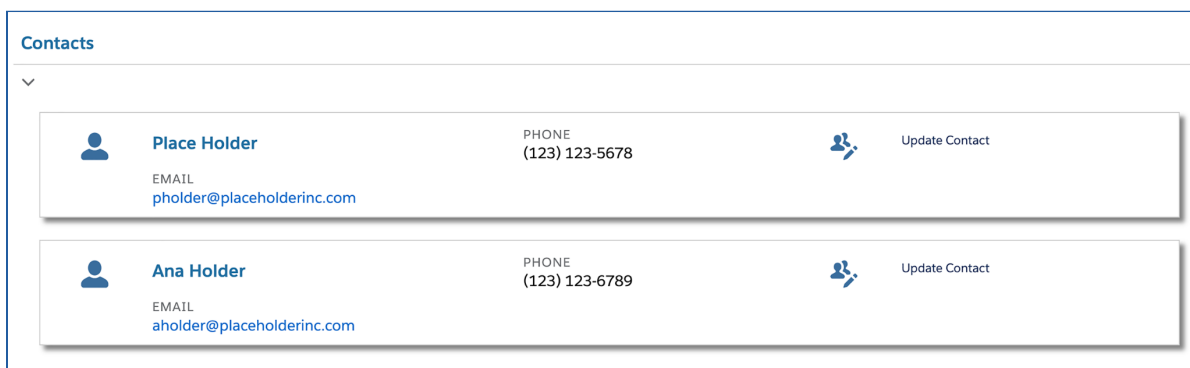 Contacts
Place Holder
PHONE
(123) 123-5678
Update Contact
EMAIL
pholder@placeholderinc.com
Ana Holder
PHONE
(123) 123-6789
Update Contact
EMAIL
aholder@placeholderinc.com